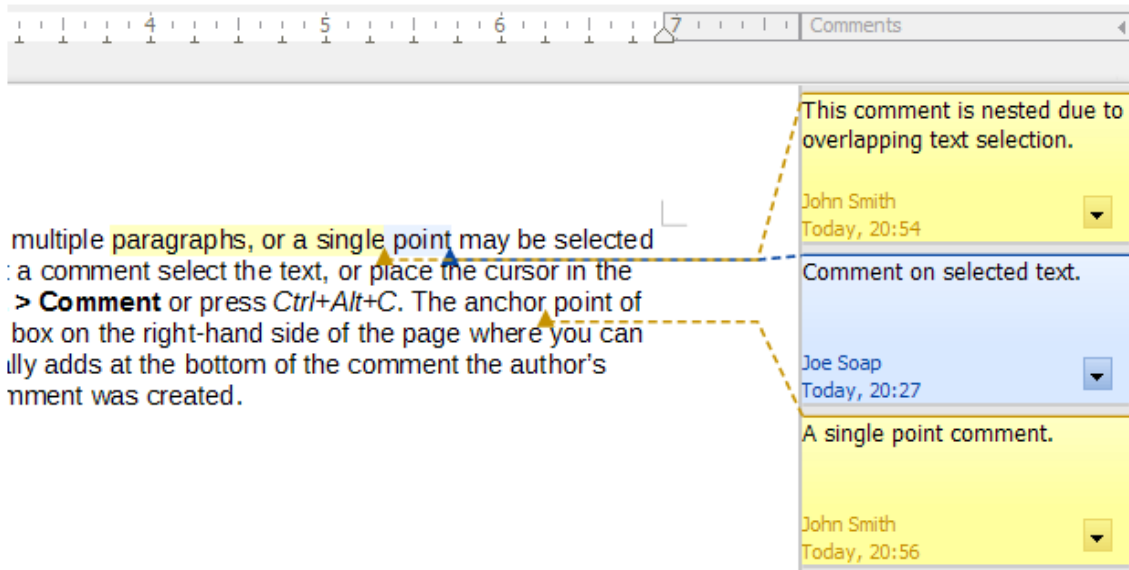 4 5 6 7 Comments
This comment is nested due to
overlapping text selection.
John Smith
Today, 20:54
multiple paragraphs, or a single point may be selected
: a comment select the text, or place the cursor in the
> Comment or press Ctrl+Alt+C. The anchor point of
box on the right-hand side of the page where you can
lly adds at the bottom of the comment the author's
mment was created.
Comment on selected text.
Joe Soap
Today, 20:27
A single point comment.
John Smith
Today, 20:56